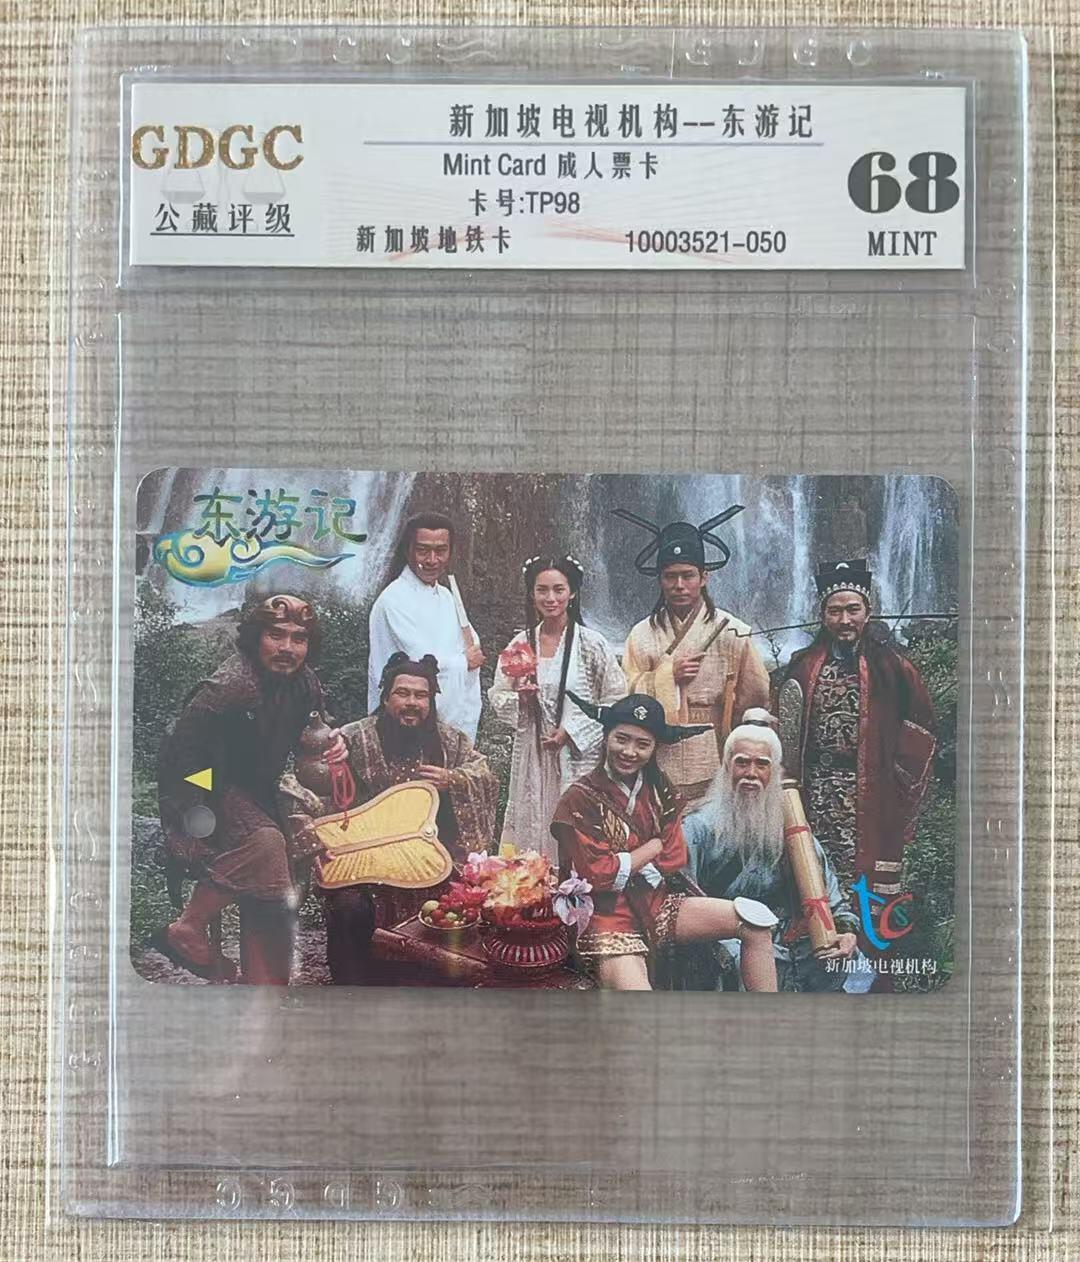 GDGC
公藏评级
新加坡电视机构--东游记
Mint Card 成人票卡
卡号:TP98
新加坡地铁卡 10003521-050
68
MINT
东游记
tcs
新加坡电视机构